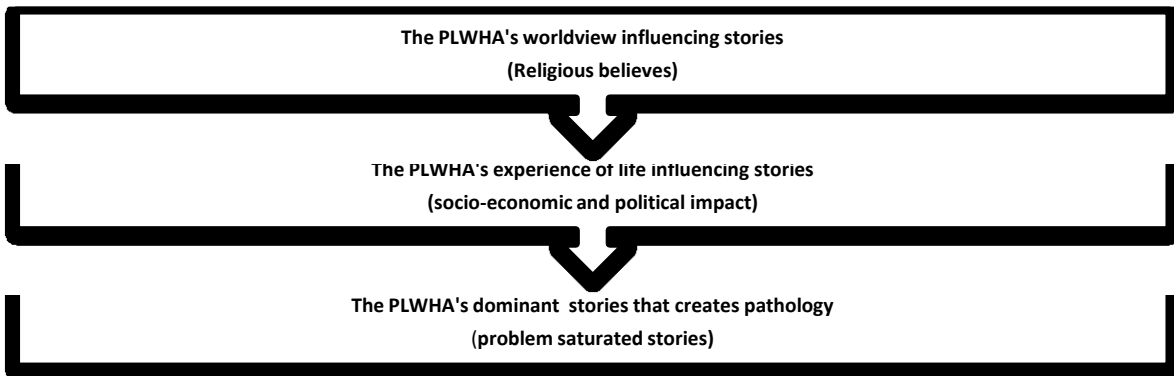 The PLWHA's worldview influencing stories
(Religious believes)
The PLWHA's experience of life influencing stories
(socio-economic and political impact)
The PLWHA's dominant stories that creates pathology
(problem saturated stories)